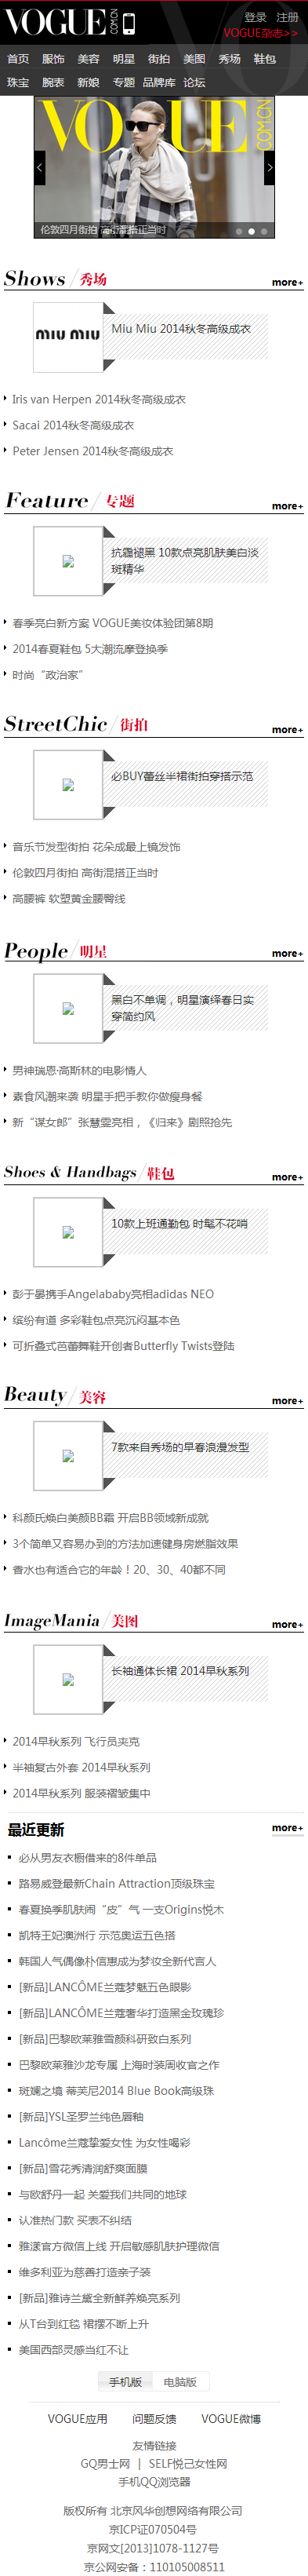 VOGUE COM.CN
登录 注册
VOGUE杂志>>
首页 服饰 美容 明星 街拍 美图 秀场 鞋包
珠宝 腕表 新娘 专题 品牌库 论坛
VOGUE COM.CN
伦敦四月街拍 高街混搭正当时
Shows 秀场 more+
miu miu
Miu Miu 2014秋冬高级成衣
Iris van Herpen 2014秋冬高级成衣
Sacai 2014秋冬高级成衣
Peter Jensen 2014秋冬高级成衣
Feature 专题 more+
抗霾褪黑 10款点亮肌肤美白淡
斑精华
春季亮白新方案 VOGUE美妆体验团第8期
2014春夏鞋包 5大潮流摩登换季
时尚“政治家”
StreetChic 街拍 more+
必BUY蕾丝半裙街拍穿搭示范
音乐节发型街拍 花朵成最上镜发饰
伦敦四月街拍 高街混搭正当时
高腰裤 软塑黄金腰臀线
People 明星 more+
黑白不单调，明星演绎春日实
穿简约风
男神瑞恩·高斯林的电影情人
素食风潮来袭 明星手把手教你做瘦身餐
新“谋女郎”张慧雯亮相，《归来》剧照抢先
Shoes & Handbags 鞋包 more+
10款上班通勤包 时髦不花哨
彭于晏携手Angelababy亮相adidas NEO
缤纷有道 多彩鞋包点亮沉闷基本色
可折叠式芭蕾舞鞋开创者Butterfly Twists登陆
Beauty 美容 more+
7款来自秀场的早春浪漫发型
科颜氏焕白美颜BB霜 开启BB领域新成就
3个简单又容易办到的方法加速健身房燃脂效果
香水也有适合它的年龄！20、30、40都不同
ImageMania 美图 more+
长袖通体长裙 2014早秋系列
2014早秋系列 飞行员夹克
半袖复古外套 2014早秋系列
2014早秋系列 服装褶皱集中
最近更新 more+
必从男友衣橱借来的8件单品
路易威登最新Chain Attraction顶级珠宝
春夏换季肌肤闹“皮”气 一支Origins悦木
凯特王妃澳洲行 示范奥运五色搭
韩国人气偶像朴信惠成为梦妆全新代言人
[新品]LANCÔME兰蔻梦魅五色眼影
[新品]LANCÔME兰蔻奢华打造黑金玫瑰珍
[新品]巴黎欧莱雅雪颜科研致白系列
巴黎欧莱雅沙龙专属 上海时装周收官之作
斑斓之境 蒂芙尼2014 Blue Book高级珠
[新品]YSL圣罗兰纯色唇釉
Lancôme兰蔻挚爱女性 为女性喝彩
[新品]雪花秀清润舒爽面膜
与欧舒丹一起 关爱我们共同的地球
认准热门款 买表不纠结
雅漾官方微信上线 开启敏感肌肤护理微信
维多利亚为慈善打造亲子装
[新品]雅诗兰黛全新鲜养焕亮系列
从T台到红毯 裙摆不断上升
美国西部灵感当红不让
手机版 电脑版
VOGUE应用 问题反馈 VOGUE微博
友情链接
GQ男士网 | SELF悦己女性网
手机QQ浏览器
版权所有 北京风华创想网络有限公司
京ICP证070504号
京网文[2013]1078-1127号
京公网安备：110105008511